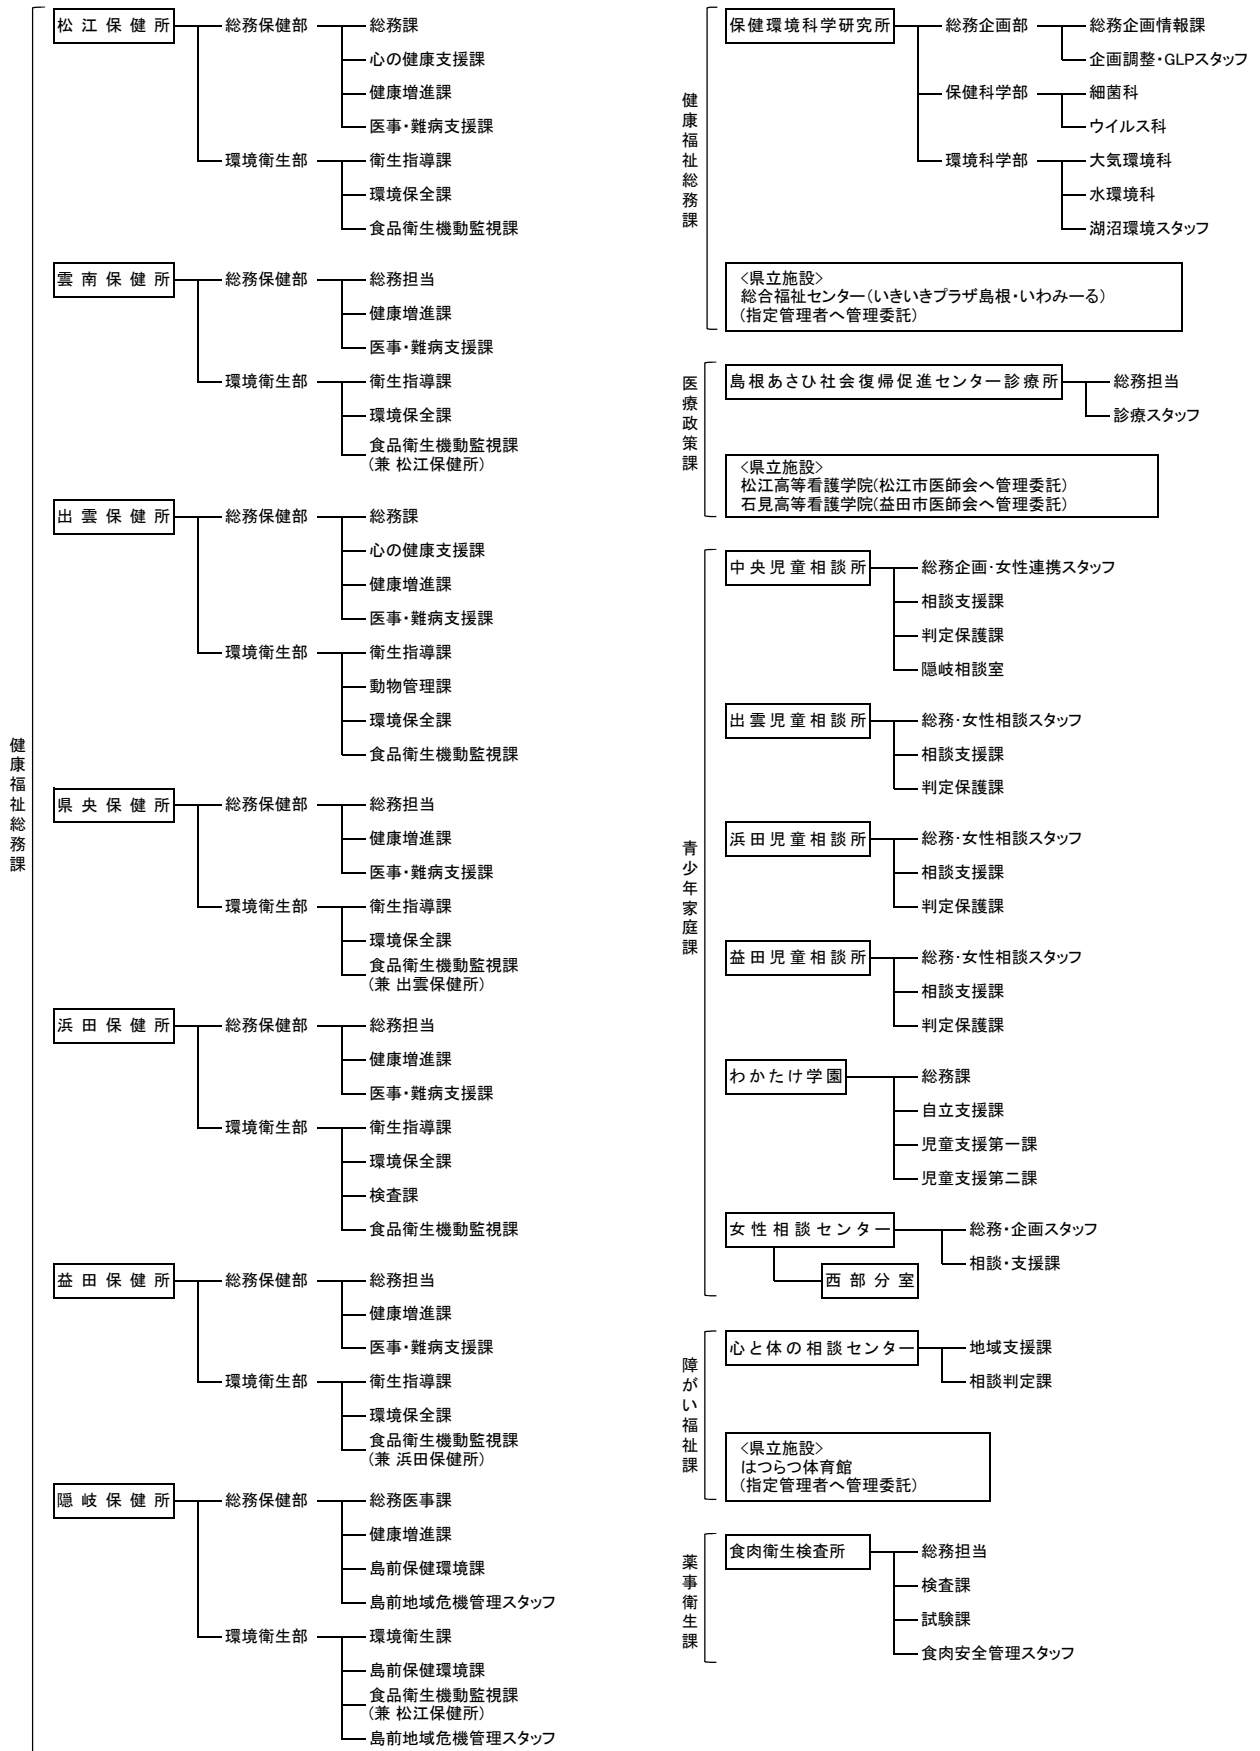 健康福祉総務課
松江保健所
総務保健部
総務課
心の健康支援課
健康増進課
医事・難病支援課
環境衛生部
衛生指導課
環境保全課
食品衛生機動監視課
雲南保健所
総務保健部
総務担当
健康増進課
医事・難病支援課
環境衛生部
衛生指導課
環境保全課
食品衛生機動監視課
(兼 松江保健所)
出雲保健所
総務保健部
総務課
心の健康支援課
健康増進課
医事・難病支援課
環境衛生部
衛生指導課
動物管理課
環境保全課
食品衛生機動監視課
県央保健所
総務保健部
総務担当
健康増進課
医事・難病支援課
環境衛生部
衛生指導課
環境保全課
食品衛生機動監視課
(兼 出雲保健所)
浜田保健所
総務保健部
総務担当
健康増進課
医事・難病支援課
環境衛生部
衛生指導課
環境保全課
検査課
食品衛生機動監視課
益田保健所
総務保健部
総務担当
健康増進課
医事・難病支援課
環境衛生部
衛生指導課
環境保全課
食品衛生機動監視課
(兼 浜田保健所)
隠岐保健所
総務保健部
総務医事課
健康増進課
島前保健環境課
島前地域危機管理スタッフ
環境衛生部
環境衛生課
島前保健環境課
食品衛生機動監視課
(兼 松江保健所)
島前地域危機管理スタッフ
健康福祉総務課
保健環境科学研究所
総務企画部
総務企画情報課
企画調整・GLPスタッフ
保健科学部
細菌科
ウイルス科
環境科学部
大気環境科
水環境科
湖沼環境スタッフ
<県立施設>
総合福祉センター(いきいきプラザ島根・いわみーる)
(指定管理者へ管理委託)
医療政策課
島根あさひ社会復帰促進センター診療所
総務担当
診療スタッフ
<県立施設>
松江高等看護学院(松江市医師会へ管理委託)
石見高等看護学院(益田市医師会へ管理委託)
青少年家庭課
中央児童相談所
総務企画・女性連携スタッフ
相談支援課
判定保護課
隠岐相談室
出雲児童相談所
総務・女性相談スタッフ
相談支援課
判定保護課
浜田児童相談所
総務・女性相談スタッフ
相談支援課
判定保護課
益田児童相談所
総務・女性相談スタッフ
相談支援課
判定保護課
わかたけ学園
総務課
自立支援課
児童支援第一課
児童支援第二課
女性相談センター
総務・企画スタッフ
相談・支援課
西部分室
障がい福祉課
心と体の相談センター
地域支援課
相談判定課
<県立施設>
はつらつ体育館
(指定管理者へ管理委託)
薬事衛生課
食肉衛生検査所
総務担当
検査課
試験課
食肉安全管理スタッフ